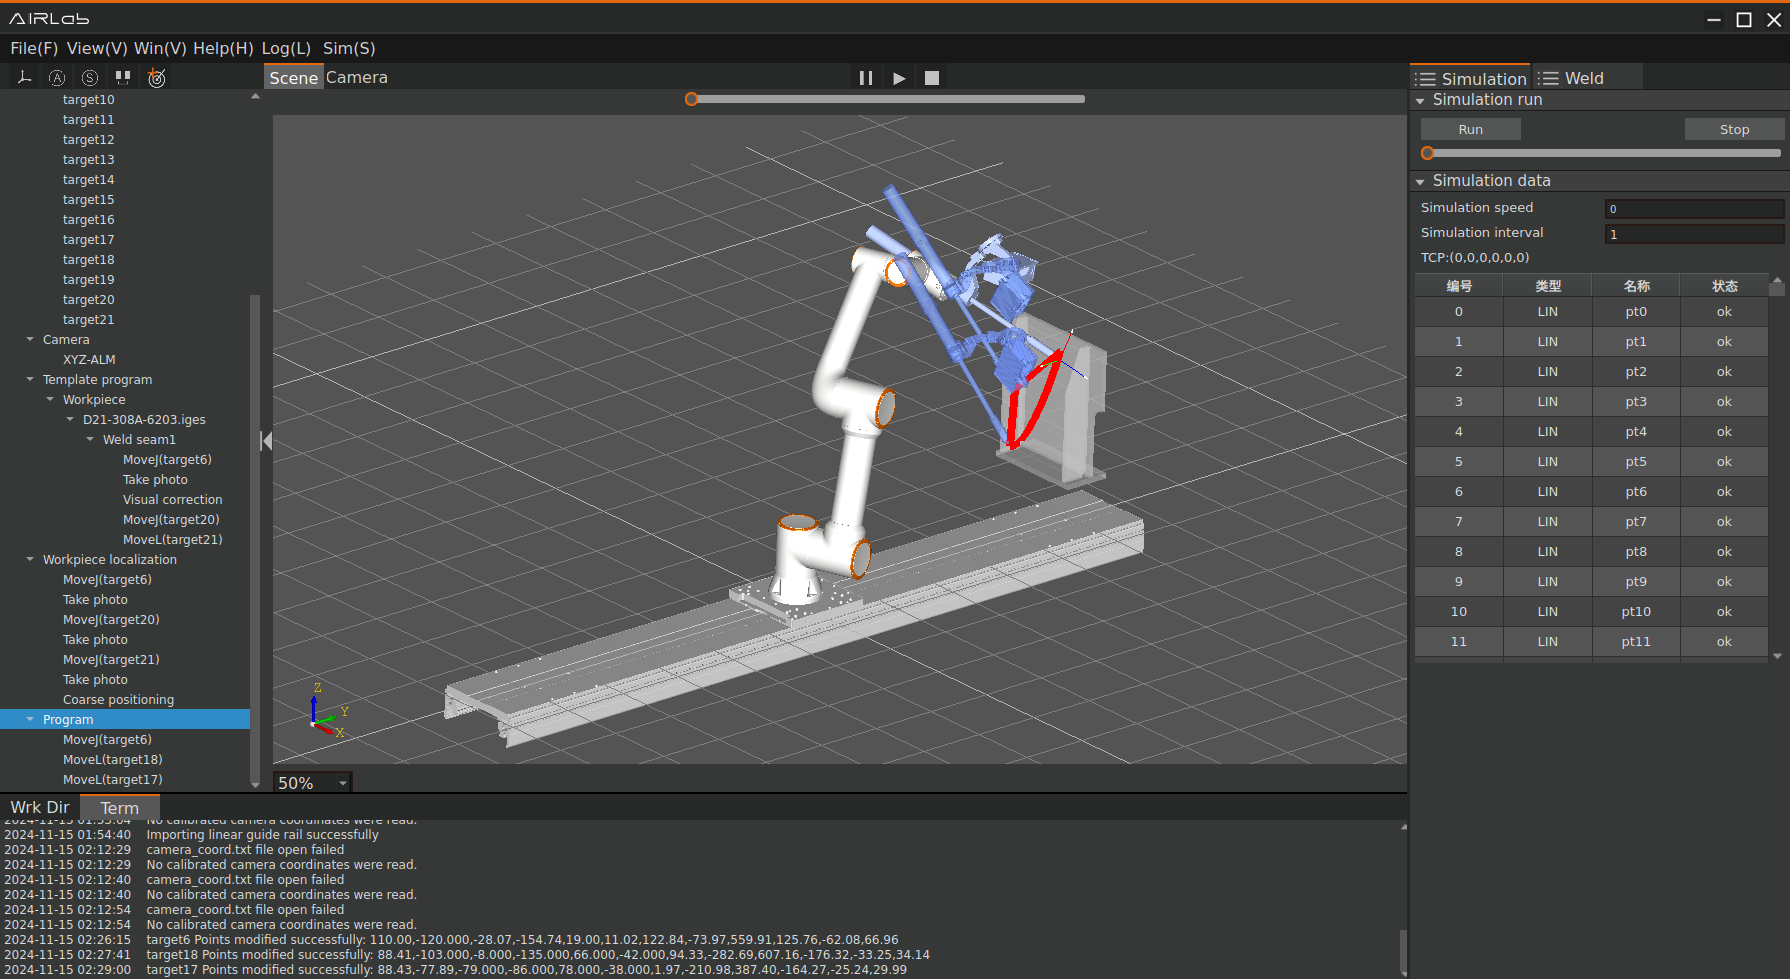 AIRLab
File(F) View(V) Win(V) Help(H) Log(L) Sim(S)
A S
Scene Camera
Simulation Weld
target10
target11
target12
target13
target14
target15
target16
target17
target18
target19
target20
target21
Camera
XYZ-ALM
Template program
Workpiece
D21-308A-6203.iges
Weld seam1
MoveJ(target6)
Take photo
Visual correction
MoveJ(target20)
MoveL(target21)
Workpiece localization
MoveJ(target6)
Take photo
MoveJ(target20)
Take photo
MoveJ(target21)
Take photo
Coarse positioning
Program
MoveJ(target6)
MoveL(target18)
MoveL(target17)
Z
Y
X
50%
Simulation run
Run Stop
Simulation data
Simulation speed 0
Simulation interval 1
TCP:(0,0,0,0,0,0)
编号 类型 名称 状态
0 LIN pt0 ok
1 LIN pt1 ok
2 LIN pt2 ok
3 LIN pt3 ok
4 LIN pt4 ok
5 LIN pt5 ok
6 LIN pt6 ok
7 LIN pt7 ok
8 LIN pt8 ok
9 LIN pt9 ok
10 LIN pt10 ok
11 LIN pt11 ok
Wrk Dir Term
2024-11-15 01:53:04 No calibrated camera coordinates were read.
2024-11-15 01:54:40 Importing linear guide rail successfully
2024-11-15 02:12:29 camera_coord.txt file open failed
2024-11-15 02:12:29 No calibrated camera coordinates were read.
2024-11-15 02:12:40 camera_coord.txt file open failed
2024-11-15 02:12:40 No calibrated camera coordinates were read.
2024-11-15 02:12:54 camera_coord.txt file open failed
2024-11-15 02:12:54 No calibrated camera coordinates were read.
2024-11-15 02:26:15 target6 Points modified successfully: 110.00,-120.000,-28.07,-154.74,19.00,11.02,122.84,-73.97,559.91,125.76,-62.08,66.96
2024-11-15 02:27:41 target18 Points modified successfully: 88.41,-103.000,-8.000,-135.000,66.000,-42.000,94.33,-282.69,607.16,-176.32,-33.25,34.14
2024-11-15 02:29:00 target17 Points modified successfully: 88.43,-77.89,-79.000,-86.000,78.000,-38.000,1.97,-210.98,387.40,-164.27,-25.24,29.99